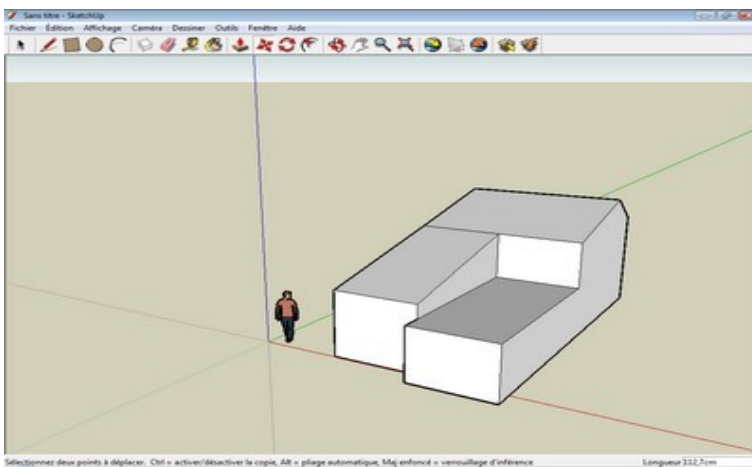 Sans titre - SketchUp
Fichier Édition Affichage Caméra Dessiner Outils Fenêtre Aide
Sélectionnez deux points à déplacer. Ctrl = activer/désactiver la copie, Alt = pliage automatique, Maj enfoncé = verrouillage d'inférence Longueur 112,7cm